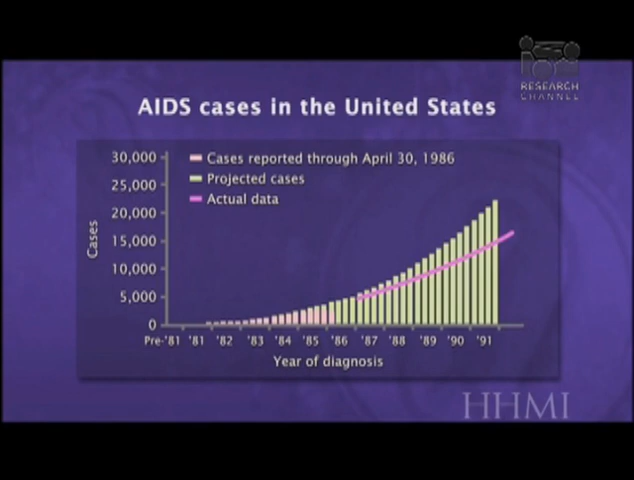 RESEARCH
CHANNEL
AIDS cases in the United States
30,000
25,000
20,000
15,000
10,000
5,000
0
Cases
Cases reported through April 30, 1986
Projected cases
Actual data
Pre-'81 '81 '82 '83 '84 '85 '86 '87 '88 '89 '90 '91
Year of diagnosis
HHMI